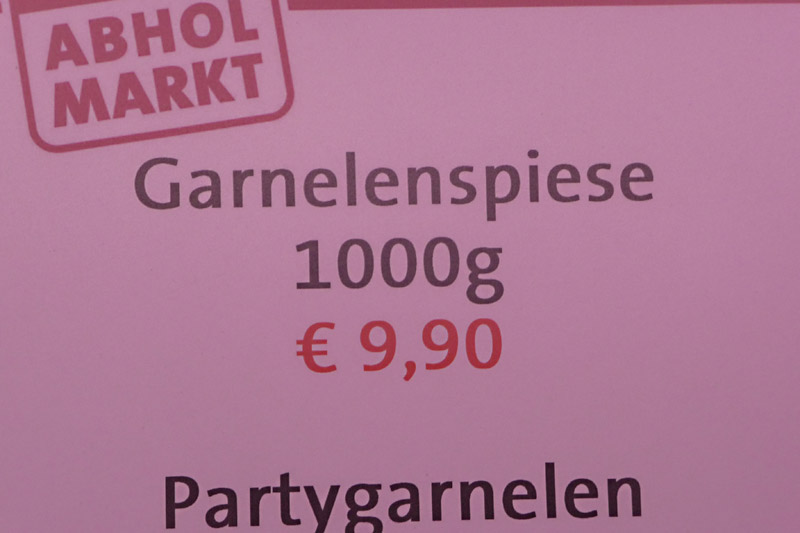 ABHOL
MARKT
Garnelenspiese
1000g
€ 9,90
Partygarnelen